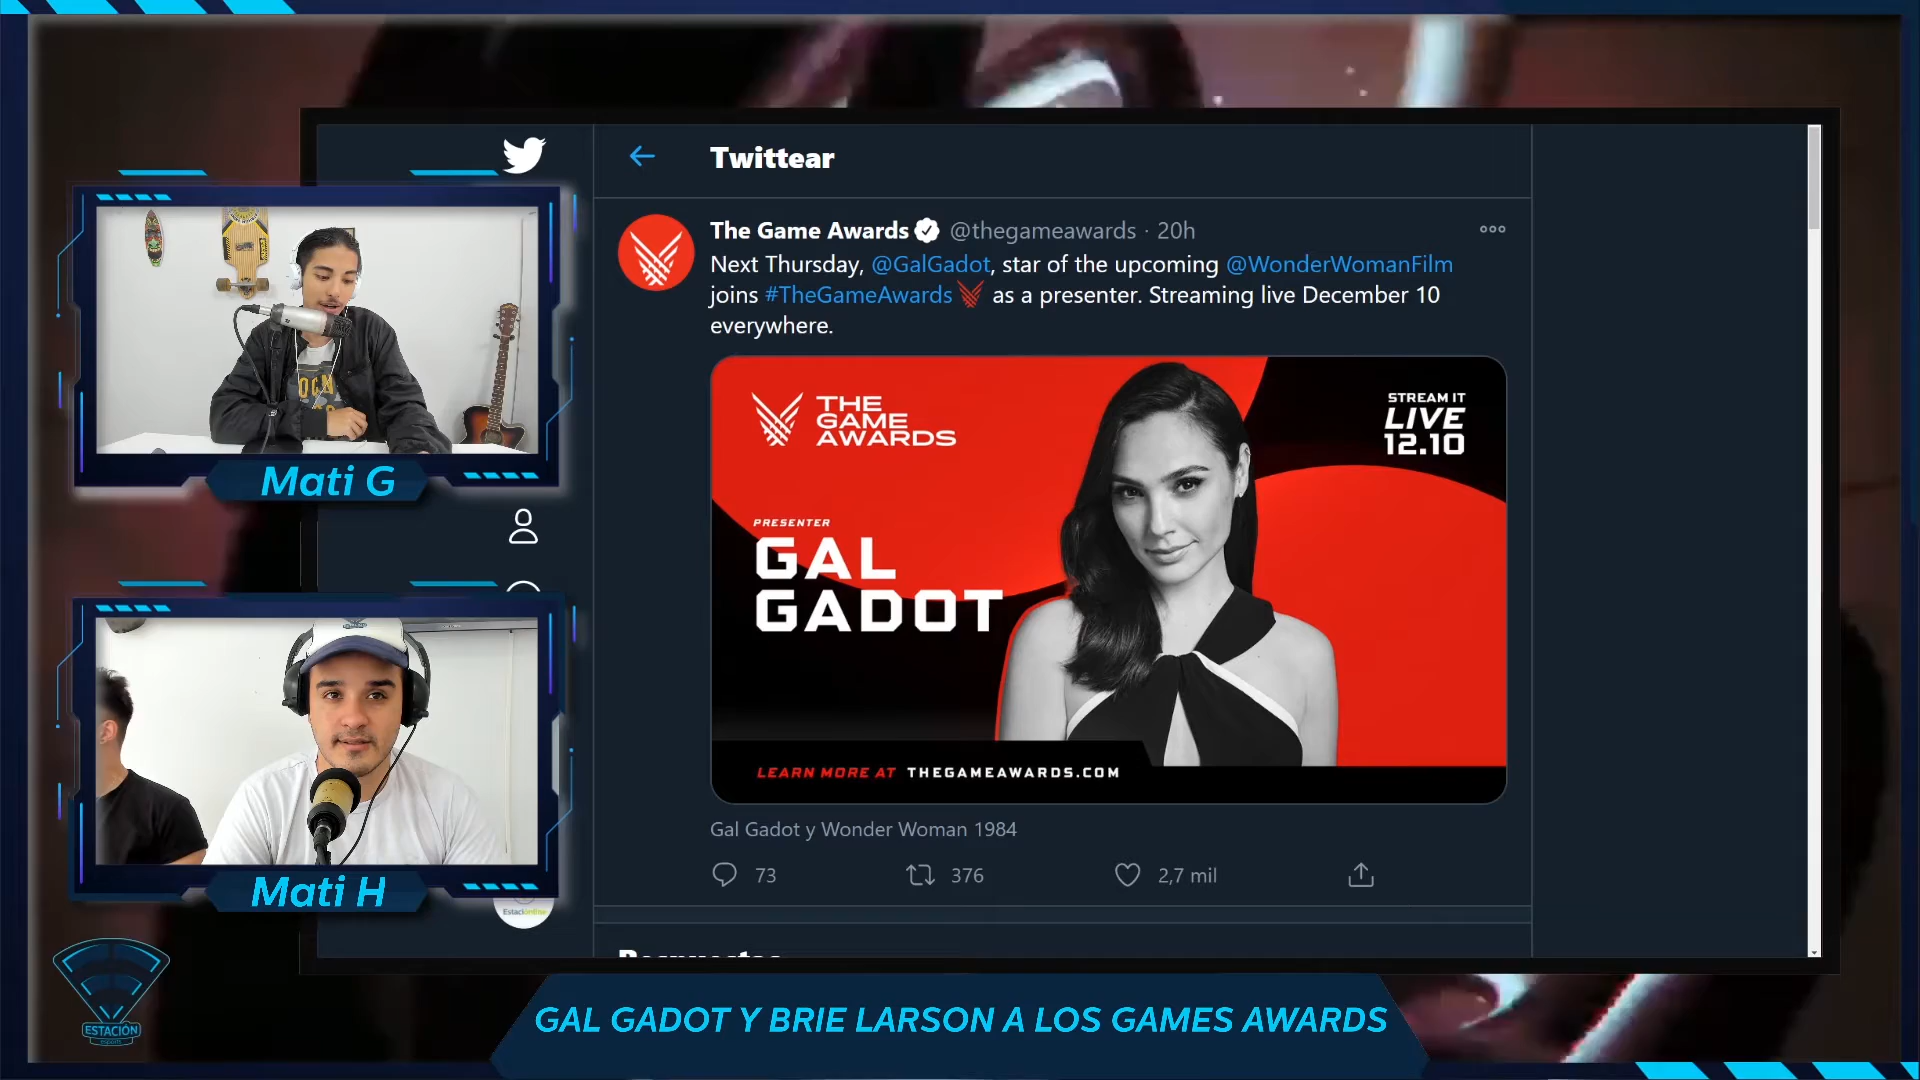 Twittear
The Game Awards @thegameawards · 20h
Next Thursday, @GalGadot, star of the upcoming @WonderWomanFilm
joins #TheGameAwards as a presenter. Streaming live December 10
everywhere.
THE
GAME
AWARDS
STREAM IT
LIVE
12.10
PRESENTER
GAL
GADOT
LEARN MORE AT THEGAMEAWARDS.COM
Gal Gadot y Wonder Woman 1984
73 376 2,7 mil
Mati G
Mati H
ESTACIÓN
esports
GAL GADOT Y BRIE LARSON A LOS GAMES AWARDS